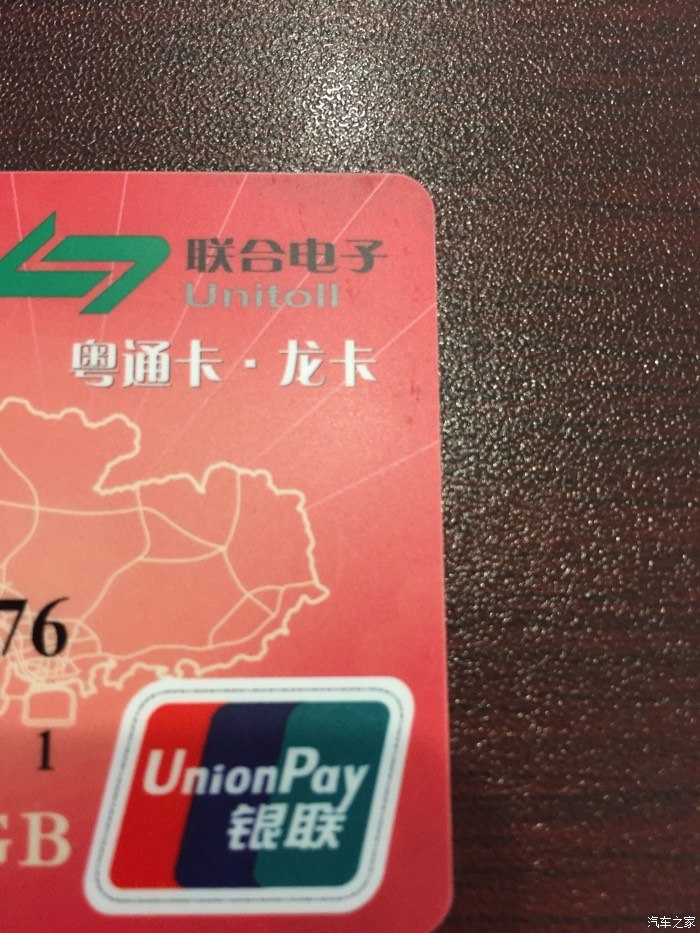 联合电子
Unitoll
粤通卡·龙卡
76
1
GB
UnionPay
银联
汽车之家